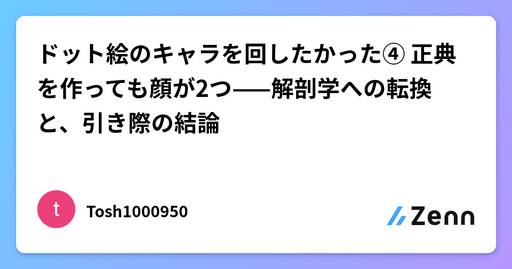 ドット絵のキャラを回したかった④ 正典
を作っても顔が2つ——解剖学への転換
と、引き際の結論
t
Tosh1000950
Zenn